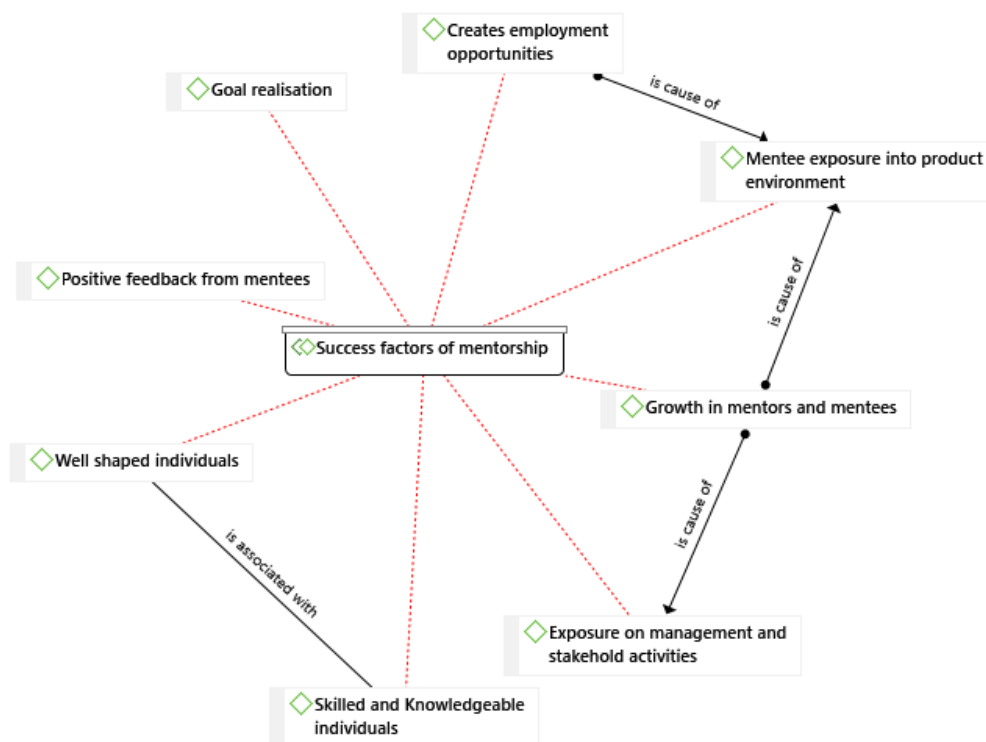 Creates employment
opportunities
Goal realisation
is cause of
Mentee exposure into product
environment
Positive feedback from mentees
is cause of
Success factors of mentorship
Growth in mentors and mentees
Well shaped individuals
is cause of
is associated with
Exposure on management and
stakehold activities
Skilled and Knowledgeable
individuals